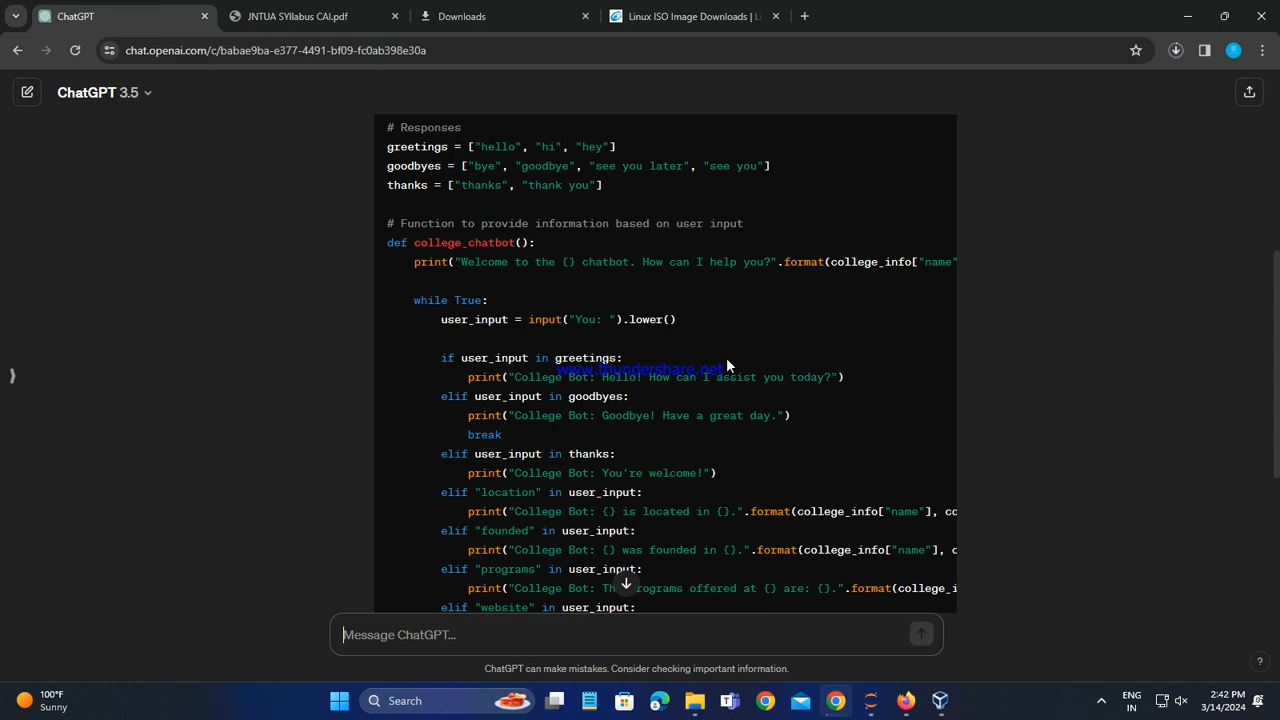 ChatGPT
JNTUA SYllabus CAI.pdf
Downloads
Linux ISO Image Downloads | Li
chat.openai.com/c/babae9ba-e377-4491-bf09-fc0ab398e30a
ChatGPT 3.5
# Responses
greetings = ["hello", "hi", "hey"]
goodbyes = ["bye", "goodbye", "see you later", "see you"]
thanks = ["thanks", "thank you"]
# Function to provide information based on user input
def college_chatbot():
print("Welcome to the {} chatbot. How can I help you?".format(college_info["name"
while True:
user_input = input("You: ").lower()
if user_input in greetings:
www.thundershare.net
print("College Bot: Hello! How can I assist you today?")
elif user_input in goodbyes:
print("College Bot: Goodbye! Have a great day.")
break
elif user_input in thanks:
print("College Bot: You're welcome!")
elif "location" in user_input:
print("College Bot: {} is located in {}.".format(college_info["name"], co
elif "founded" in user_input:
print("College Bot: {} was founded in {}.".format(college_info["name"], c
elif "programs" in user_input:
print("College Bot: The programs offered at {} are: {}.".format(college_i
elif "website" in user_input:
Message ChatGPT...
ChatGPT can make mistakes. Consider checking important information.
?
100°F
Sunny
Search
ENG
IN
2:42 PM
3/14/2024